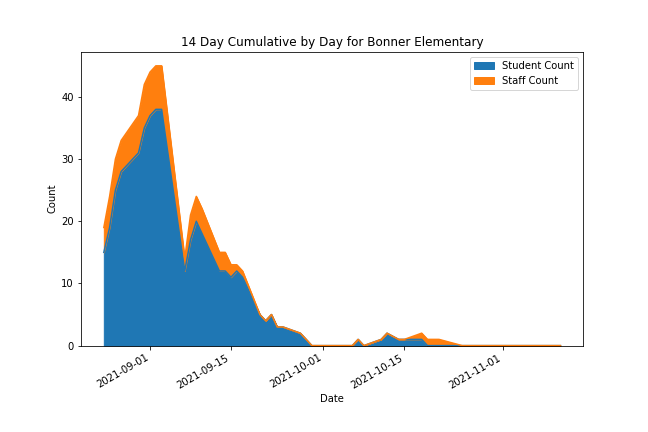 14 Day Cumulative by Day for Bonner Elementary
Student Count
Staff Count
Count
40
30
20
10
0
2021-09-01
2021-09-15
2021-10-01
2021-10-15
2021-11-01
Date